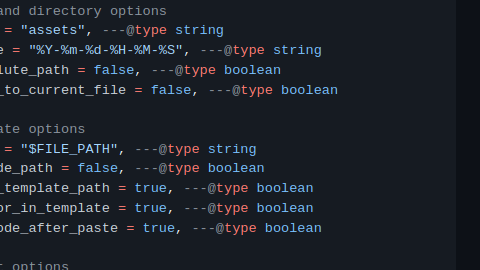 and directory options
= "assets", ---@type string
e = "%Y-%m-%d-%H-%M-%S", ---@type string
lute_path = false, ---@type boolean
_to_current_file = false, ---@type boolean
ate options
= "$FILE_PATH", ---@type string
de_path = false, ---@type boolean
_template_path = true, ---@type boolean
or_in_template = true, ---@type boolean
ode_after_paste = true, ---@type boolean
r options